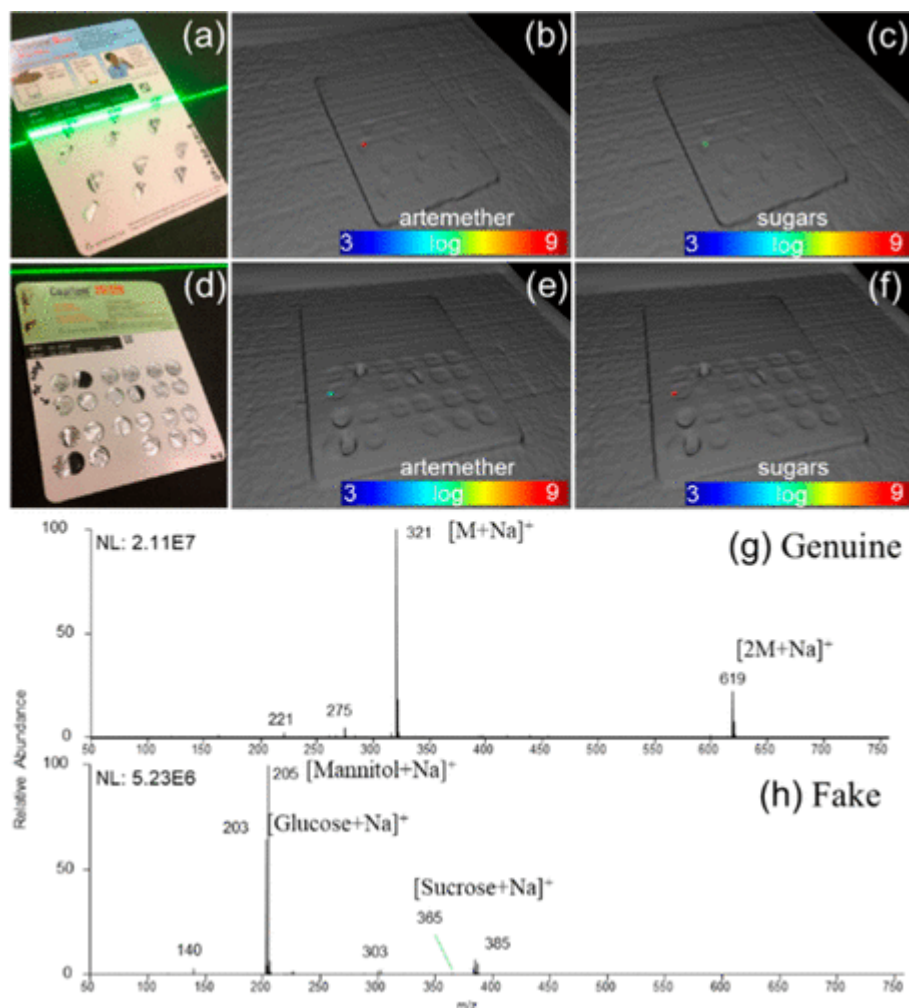 (a)
(b)
(c)
artemether
3 log 9
sugars
3 log 9
(d)
(e)
(f)
artemether
3 log 9
sugars
3 log 9
Relative Abundance
100
NL: 2.11E7
321 [M+Na]⁺
(g) Genuine
50
[2M+Na]⁺
619
221 275
0
50 100 150 200 250 300 350 400 450 500 550 600 650 700 750
100
NL: 5.23E6
205 [Mannitol+Na]⁺
(h) Fake
203 [Glucose+Na]⁺
50
[Sucrose+Na]⁺
365
385
140
303
0
50 100 150 200 250 300 350 400 450 500 550 600 650 700 750
m/z